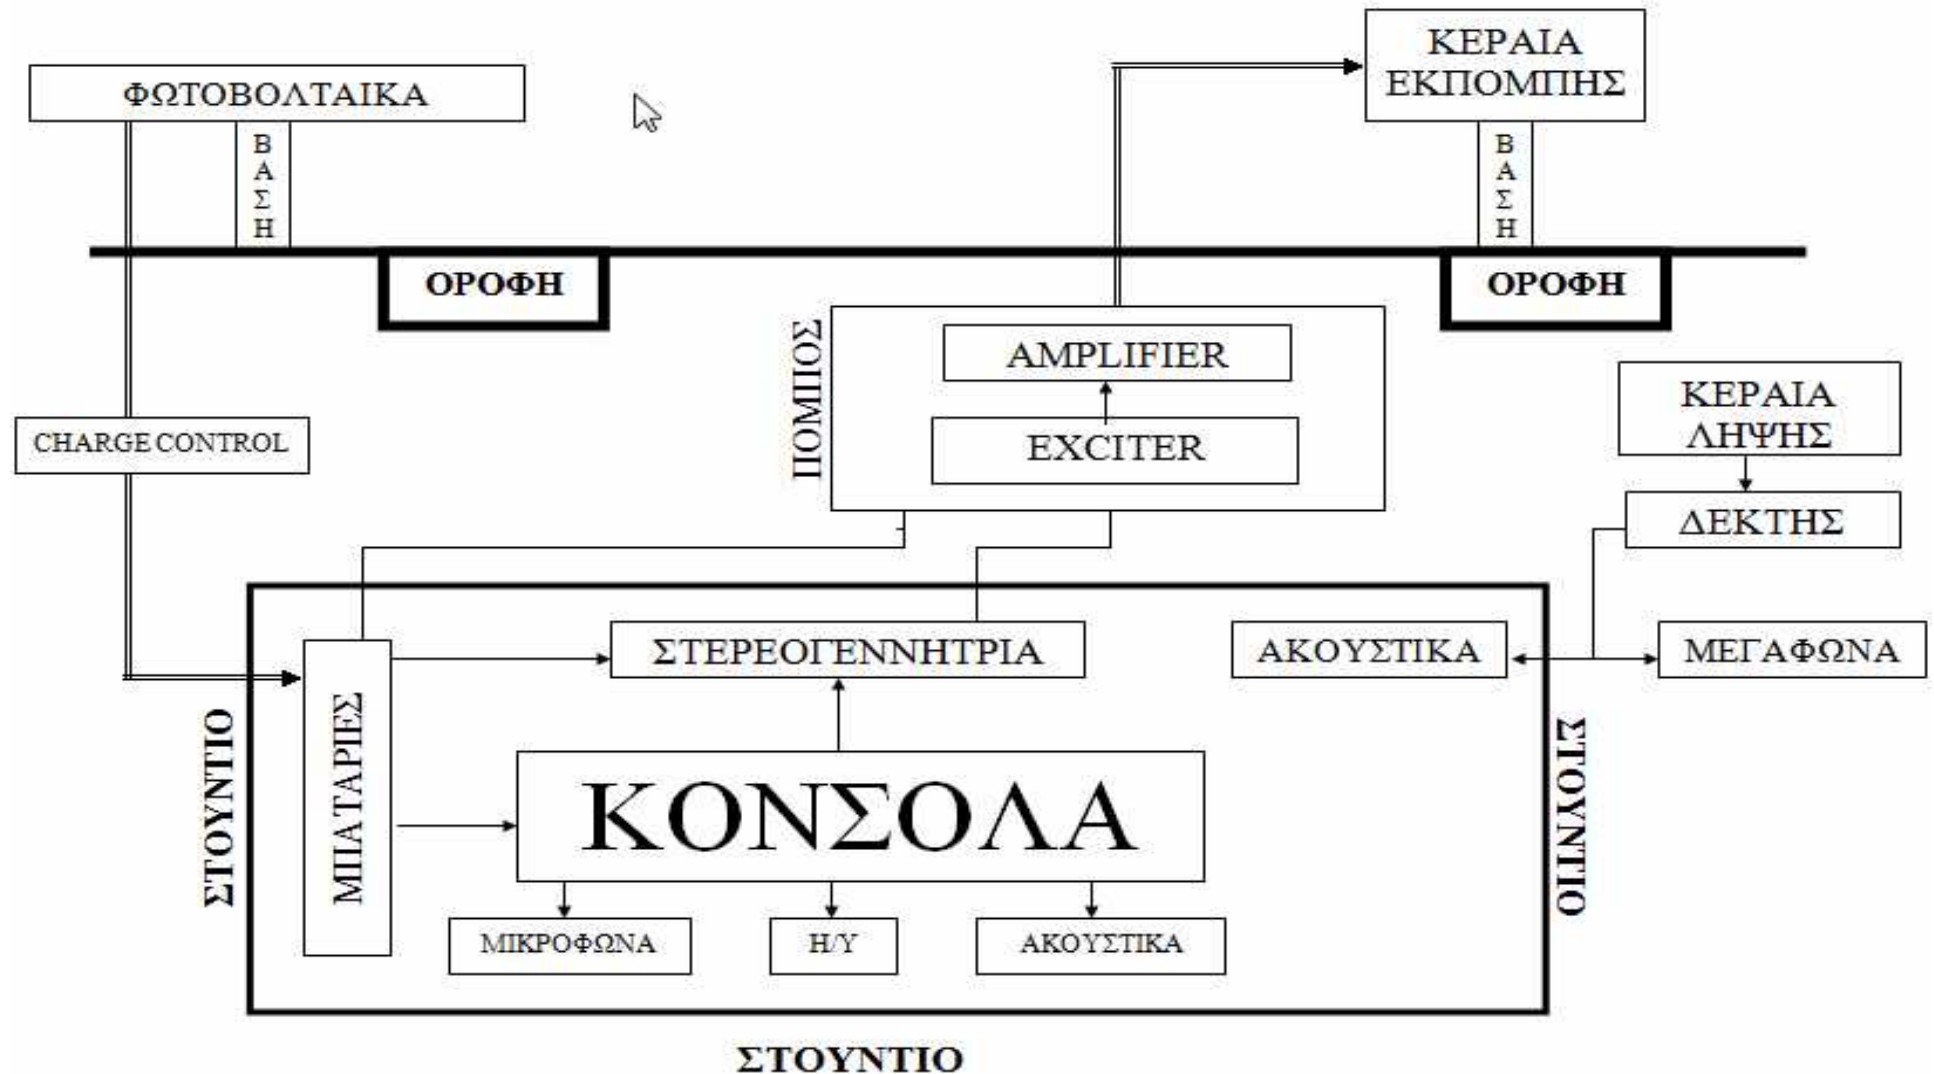 ΚΕΡΑΙΑ
ΕΚΠΟΜΠΗΣ
ΦΩΤΟΒΟΛΤΑΙΚΑ
ΒΑΣΗ
ΒΑΣΗ
ΟΡΟΦΗ
ΟΡΟΦΗ
ΠΟΜΠΟΣ
AMPLIFIER
EXCITER
ΚΕΡΑΙΑ
ΛΗΨΗΣ
CHARGE CONTROL
ΔΕΚΤΗΣ
ΣΤΕΡΕΟΓΕΝΝΗΤΡΙΑ
ΑΚΟΥΣΤΙΚΑ
ΜΕΓΑΦΩΝΑ
ΣΤΟΥΝΤΙΟ
ΜΠΑΤΑΡΙΕΣ
ΚΟΝΣΟΛΑ
ΣΤΟΥΝΤΙΟ
ΜΙΚΡΟΦΩΝΑ
Η/Υ
ΑΚΟΥΣΤΙΚΑ
ΣΤΟΥΝΤΙΟ